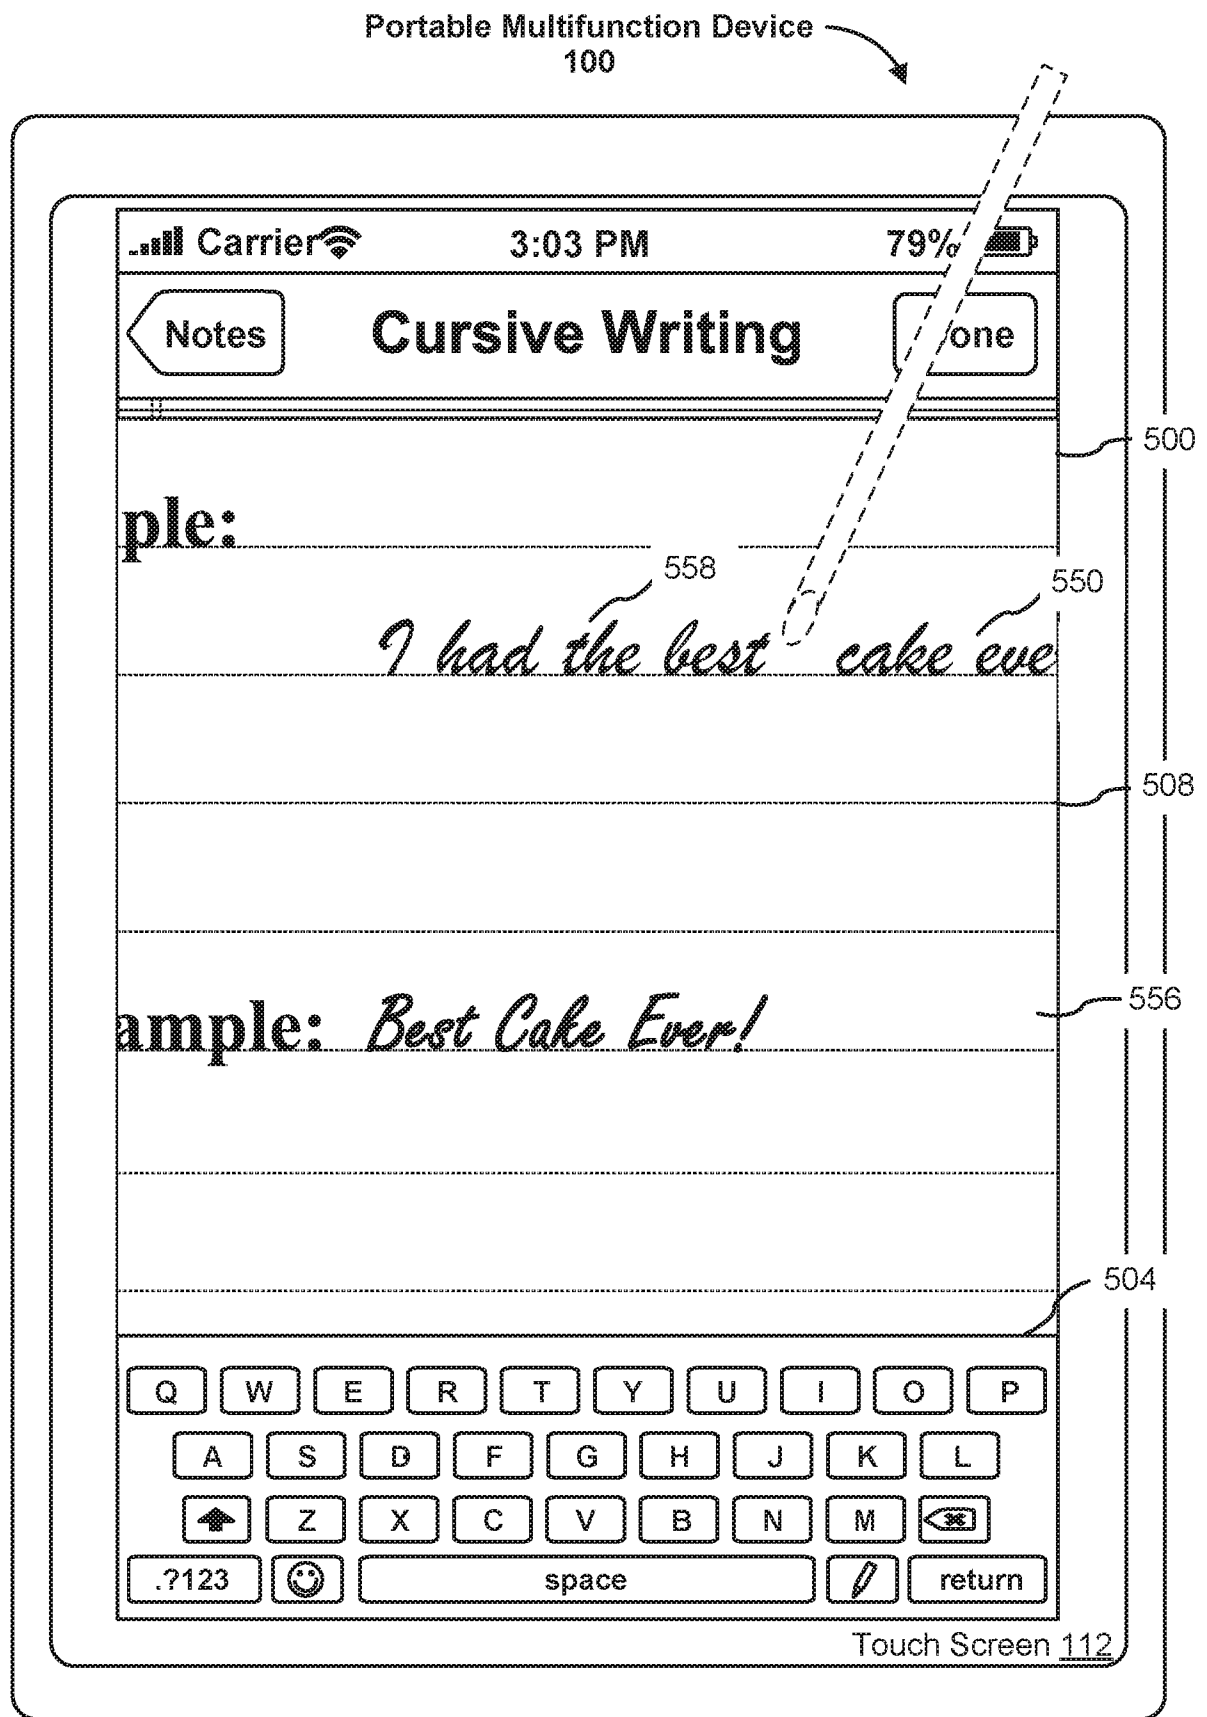 Portable Multifunction Device
100
Carrier 3:03 PM 79%
Notes Cursive Writing one
500
ple:
558
550
I had the best cake eve
508
556
ample: Best Cake Ever!
504
Q W E R T Y U I O P
A S D F G H J K L
Z X C V B N M
.?123 space return
Touch Screen 112